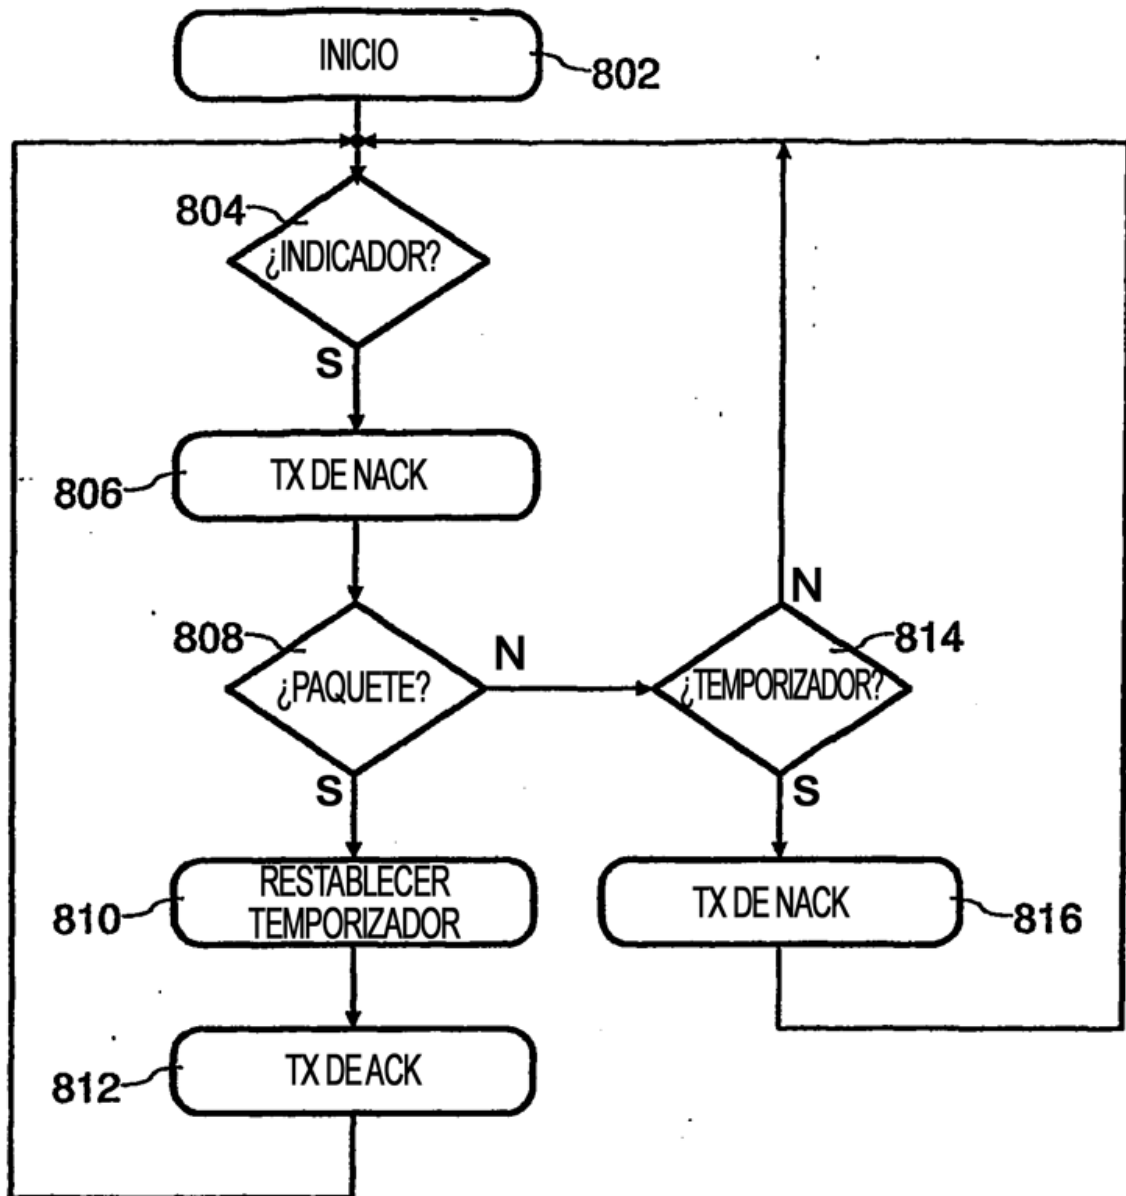 INICIO
802
804
¿INDICADOR?
S
TX DE NACK
806
808
¿PAQUETE?
N
N
814
¿TEMPORIZADOR?
S
S
810
RESTABLECER
TEMPORIZADOR
TX DE NACK
816
TX DE ACK
812